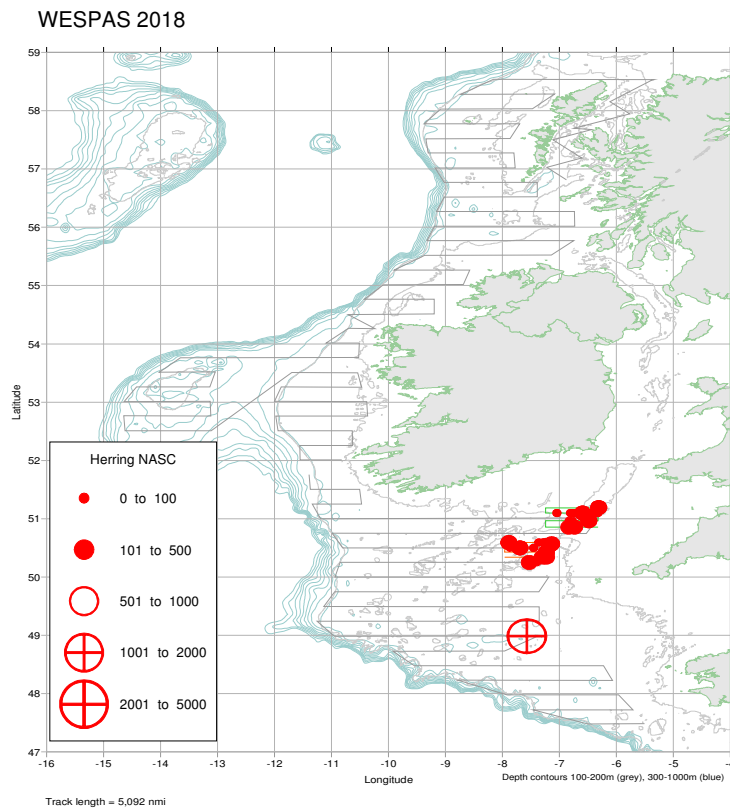 WESPAS 2018
59
58
57
56
55
54
53
52
51
50
49
48
47
Latitude
Herring NASC
0 to 100
101 to 500
501 to 1000
1001 to 2000
2001 to 5000
-16 -15 -14 -13 -12 -11 -10 -9 -8 -7 -6 -5 -4
Longitude
Depth contours 100-200m (grey), 300-1000m (blue)
Track length = 5,092 nmi